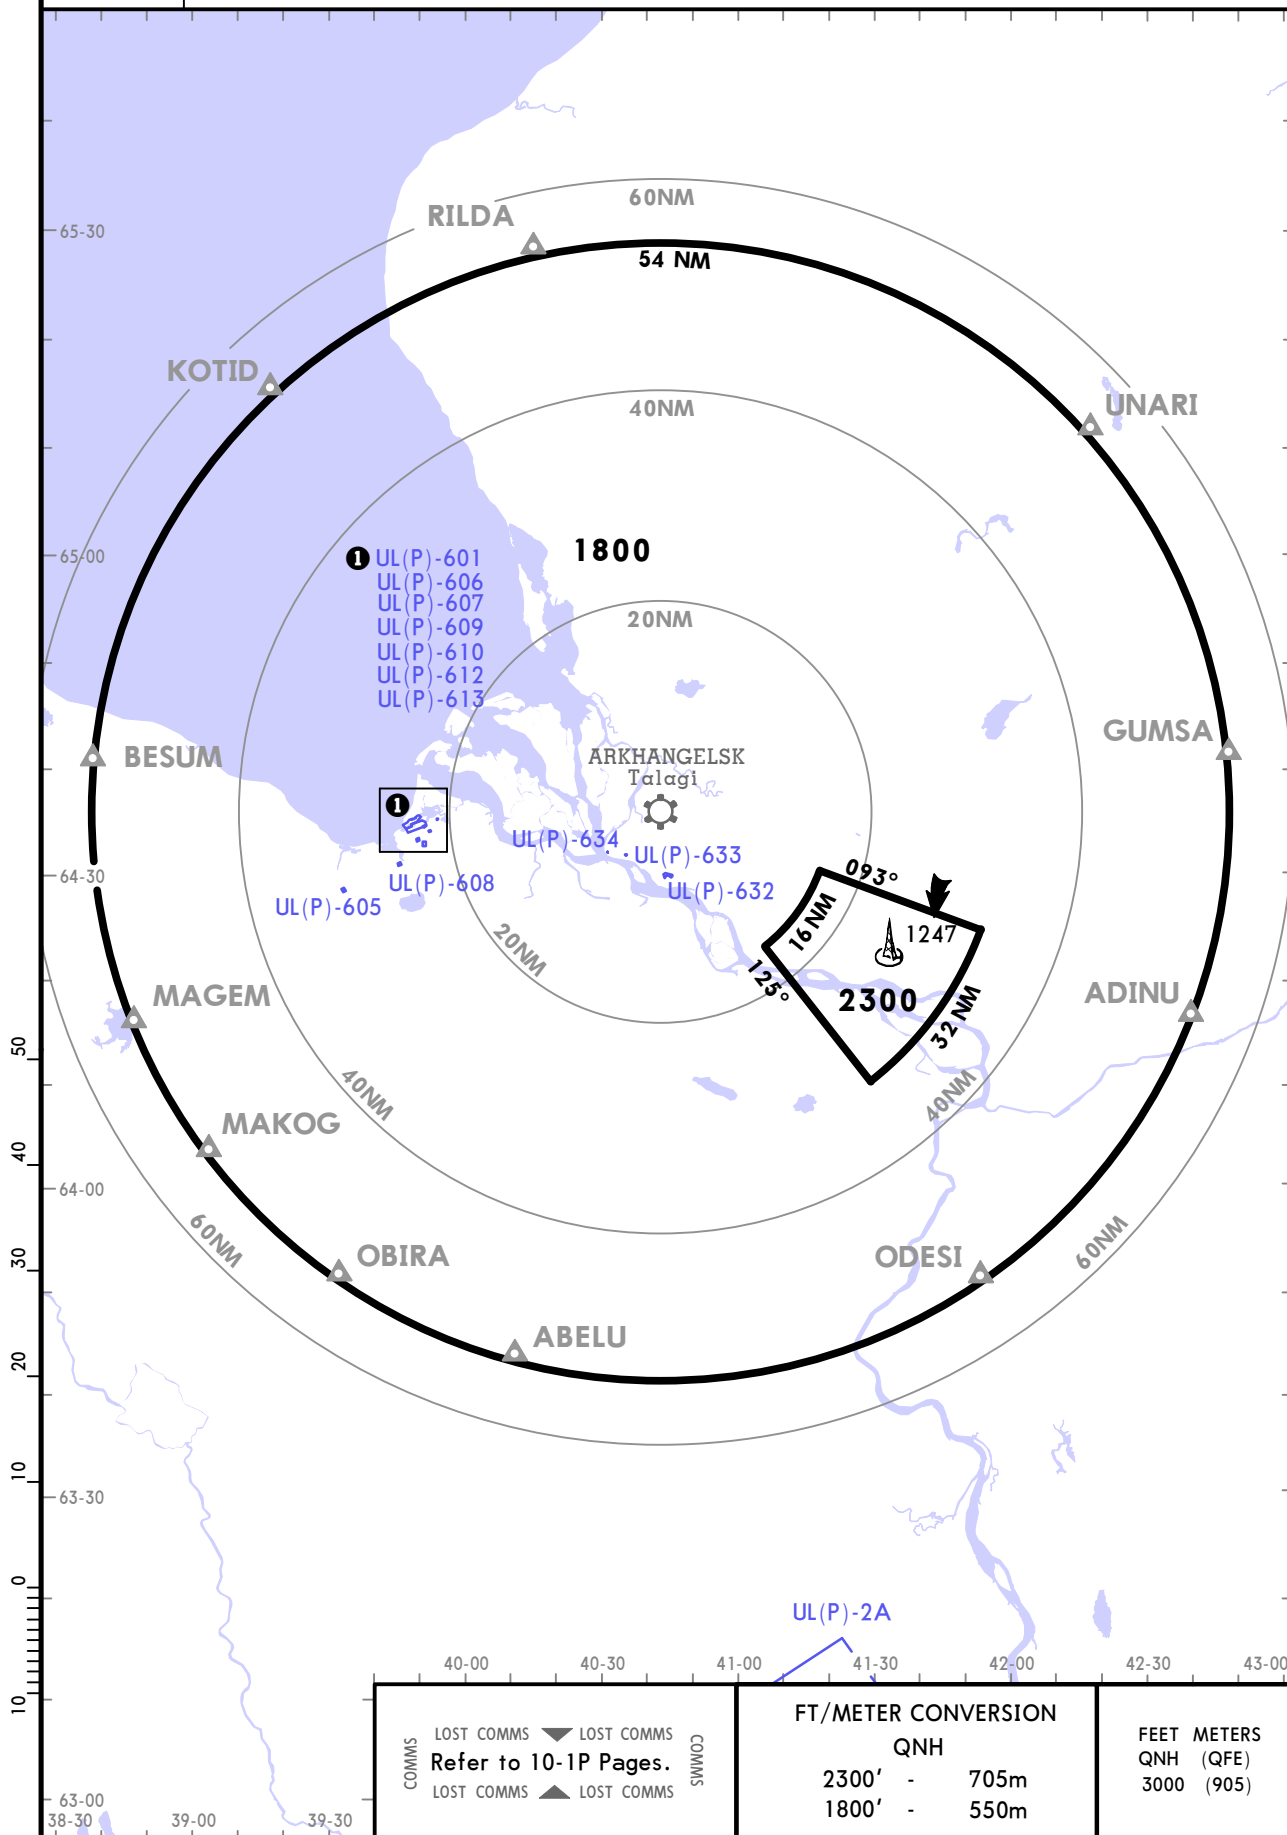 60NM
RILDA
65-30
54 NM
KOTID
UNARI
40NM
65-00
1 UL(P)-601
UL(P)-606
UL(P)-607
UL(P)-609
UL(P)-610
UL(P)-612
UL(P)-613
1800
20NM
GUMSA
BESUM
ARKHANGELSK
Talagi
1
UL(P)-634
UL(P)-633
64-30
UL(P)-608
UL(P)-632
UL(P)-605
093°
16NM
1247
20NM
125°
2300
32 NM
MAGEM
ADINU
50
40NM
40NM
MAKOG
40
64-00
60NM
60NM
OBIRA
ODESI
30
ABELU
20
10
63-30
0
UL(P)-2A
40-00 40-30 41-00 41-30 42-00 42-30 43-00
10
LOST COMMS LOST COMMS
COMMS
Refer to 10-1P Pages.
COMMS
LOST COMMS LOST COMMS
FT/METER CONVERSION
QNH
2300' - 705m
1800' - 550m
FEET METERS
QNH (QFE)
3000 (905)
63-00
38-30 39-00 39-30